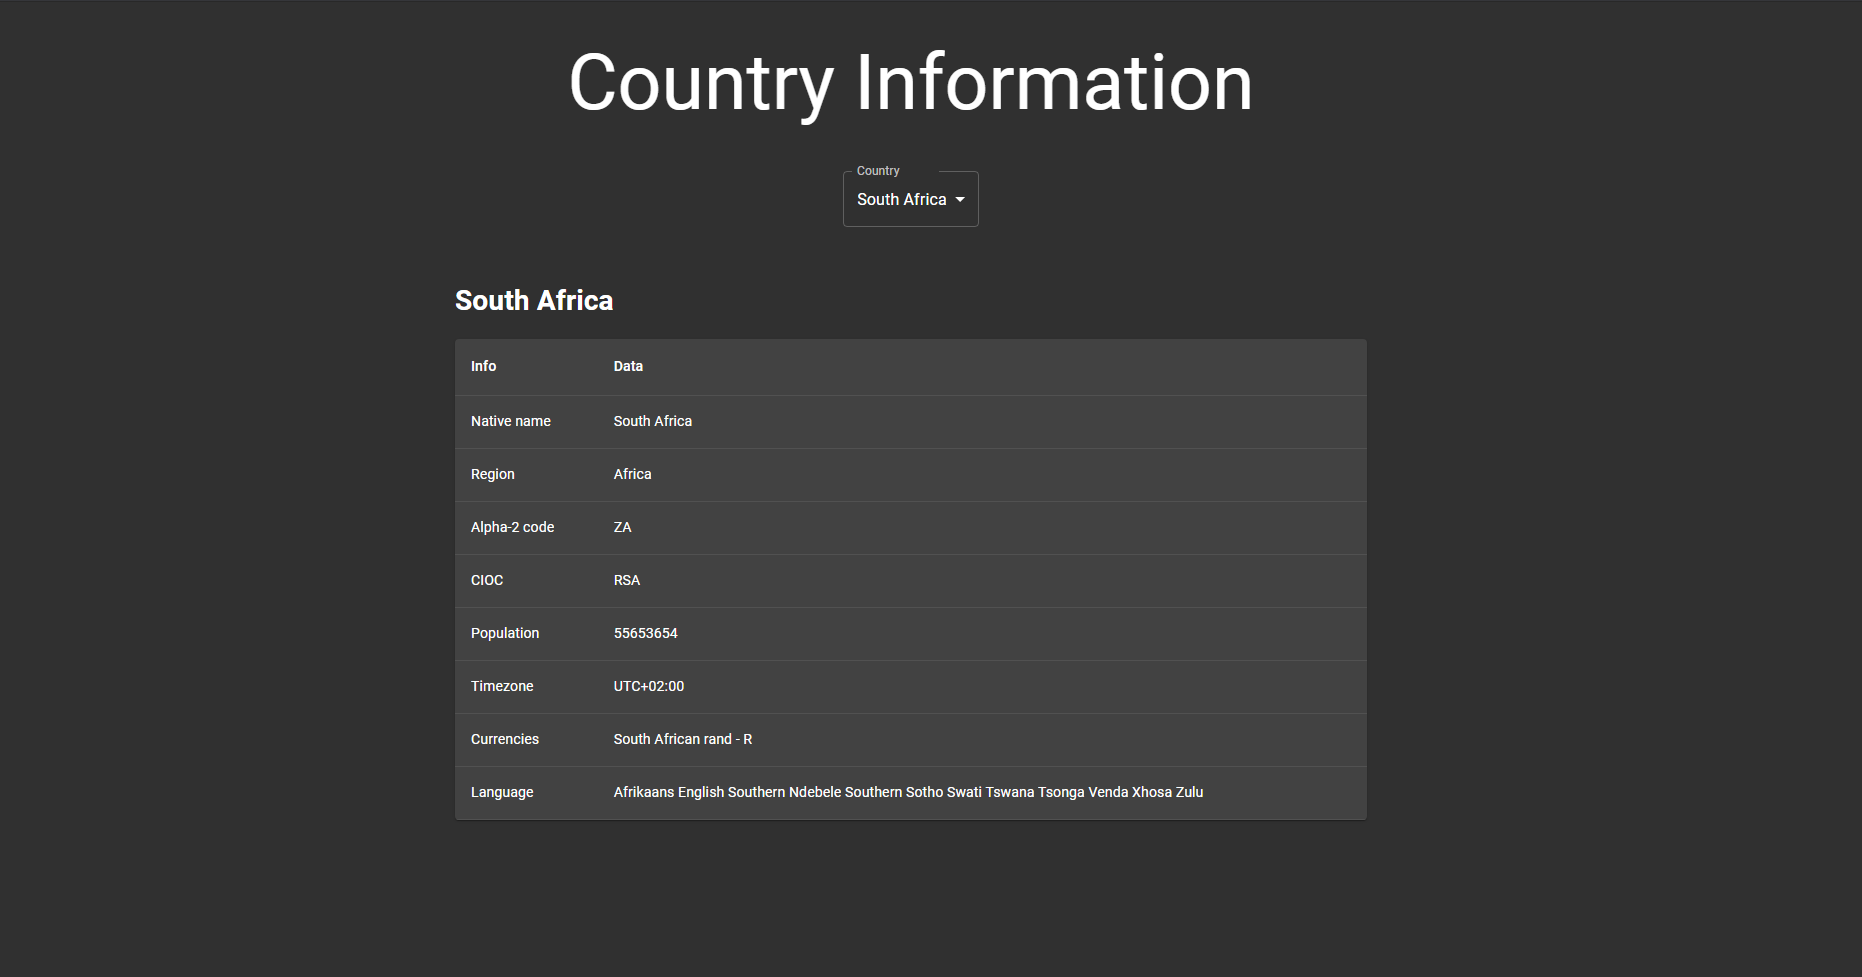 Country Information
Country
South Africa
South Africa
Info Data
Native name South Africa
Region Africa
Alpha-2 code ZA
CIOC RSA
Population 55653654
Timezone UTC+02:00
Currencies South African rand - R
Language Afrikaans English Southern Ndebele Southern Sotho Swati Tswana Tsonga Venda Xhosa Zulu